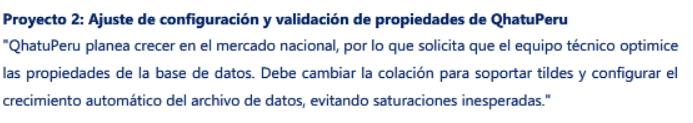 Proyecto 2: Ajuste de configuración y validación de propiedades de QhatuPeru
"QhatuPeru planea crecer en el mercado nacional, por lo que solicita que el equipo técnico optimice
las propiedades de la base de datos. Debe cambiar la colación para soportar tildes y configurar el
crecimiento automático del archivo de datos, evitando saturaciones inesperadas."